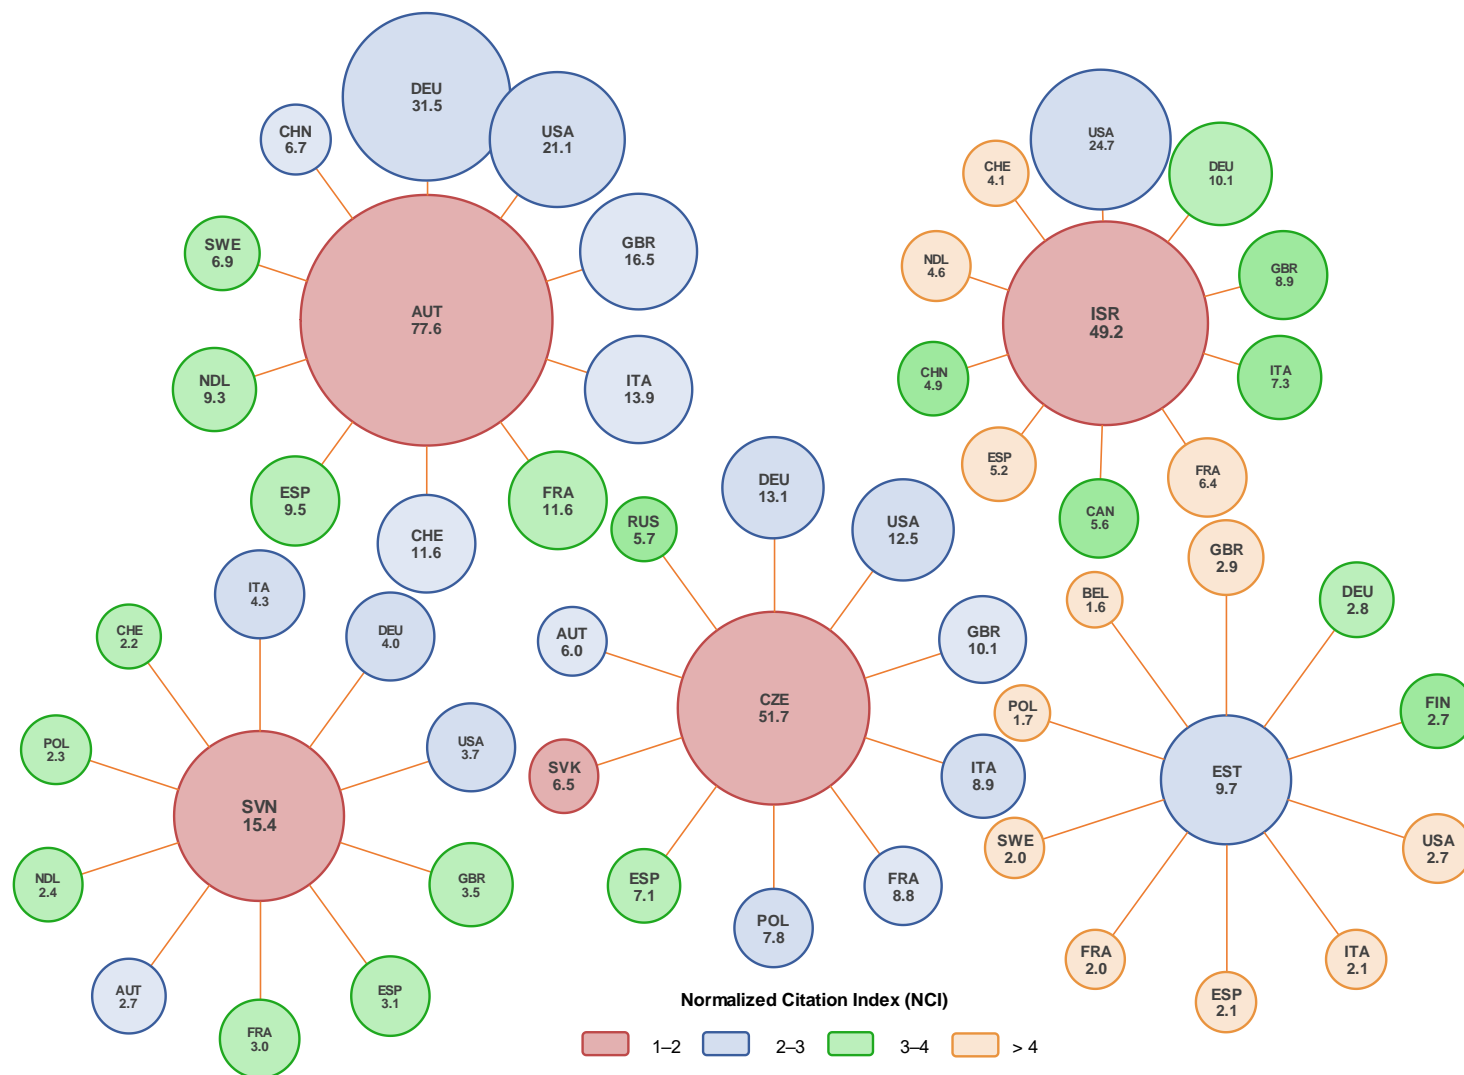 DEU
31.5
USA
21.1
CHN
6.7
GBR
16.5
SWE
6.9
AUT
77.6
ITA
13.9
NDL
9.3
ESP
9.5
FRA
11.6
CHE
11.6
USA
24.7
DEU
10.1
CHE
4.1
GBR
8.9
NDL
4.6
ISR
49.2
ITA
7.3
CHN
4.9
ESP
5.2
FRA
6.4
CAN
5.6
ITA
4.3
DEU
4.0
CHE
2.2
USA
3.7
POL
2.3
SVN
15.4
GBR
3.5
NDL
2.4
ESP
3.1
AUT
2.7
FRA
3.0
DEU
13.1
USA
12.5
RUS
5.7
GBR
10.1
AUT
6.0
CZE
51.7
ITA
8.9
SVK
6.5
FRA
8.8
ESP
7.1
POL
7.8
GBR
2.9
DEU
2.8
BEL
1.6
FIN
2.7
POL
1.7
EST
9.7
USA
2.7
SWE
2.0
ITA
2.1
FRA
2.0
ESP
2.1
Normalized Citation Index (NCI)
1–2 2–3 3–4 > 4